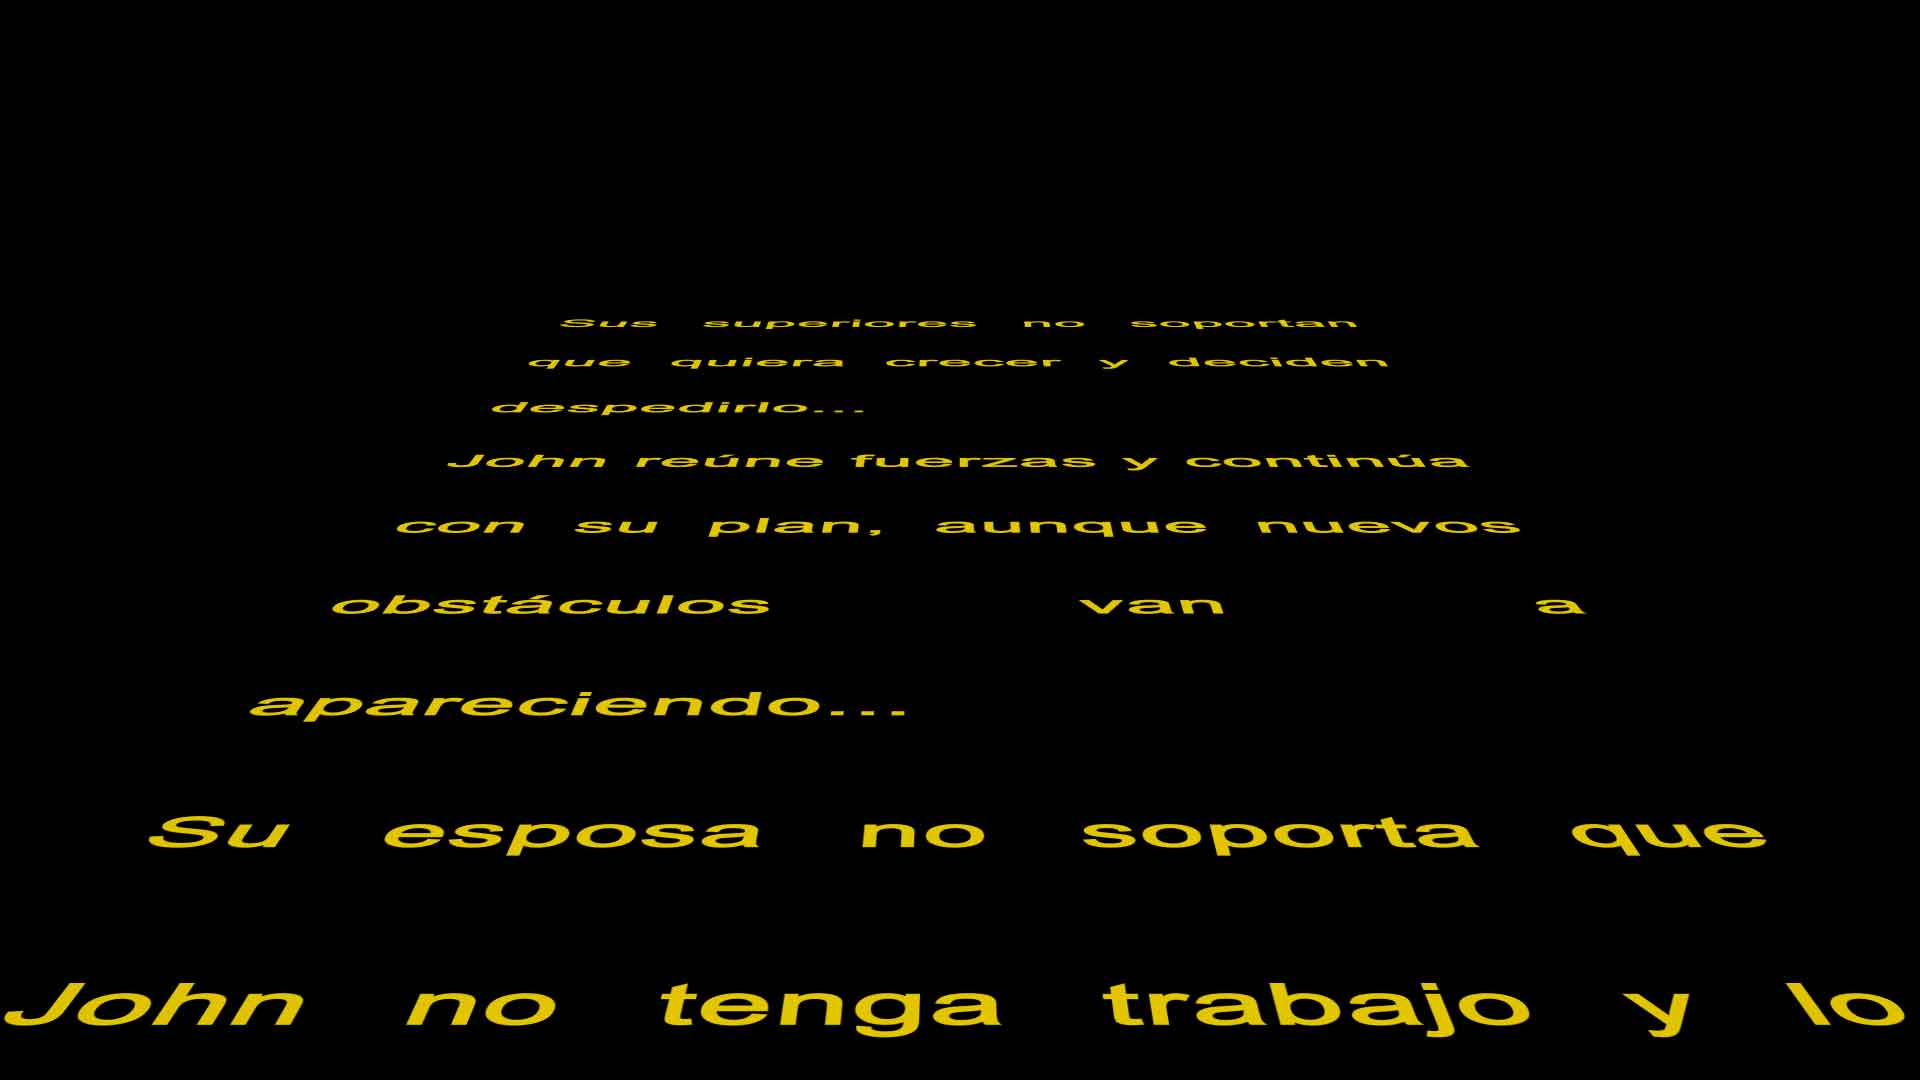 Sus superiores no soportan
que quiera crecer y deciden
despedirlo...
John reúne fuerzas y continúa
con su plan, aunque nuevos
obstáculos van a
apareciendo...
Su esposa no soporta que
John no tenga trabajo y lo